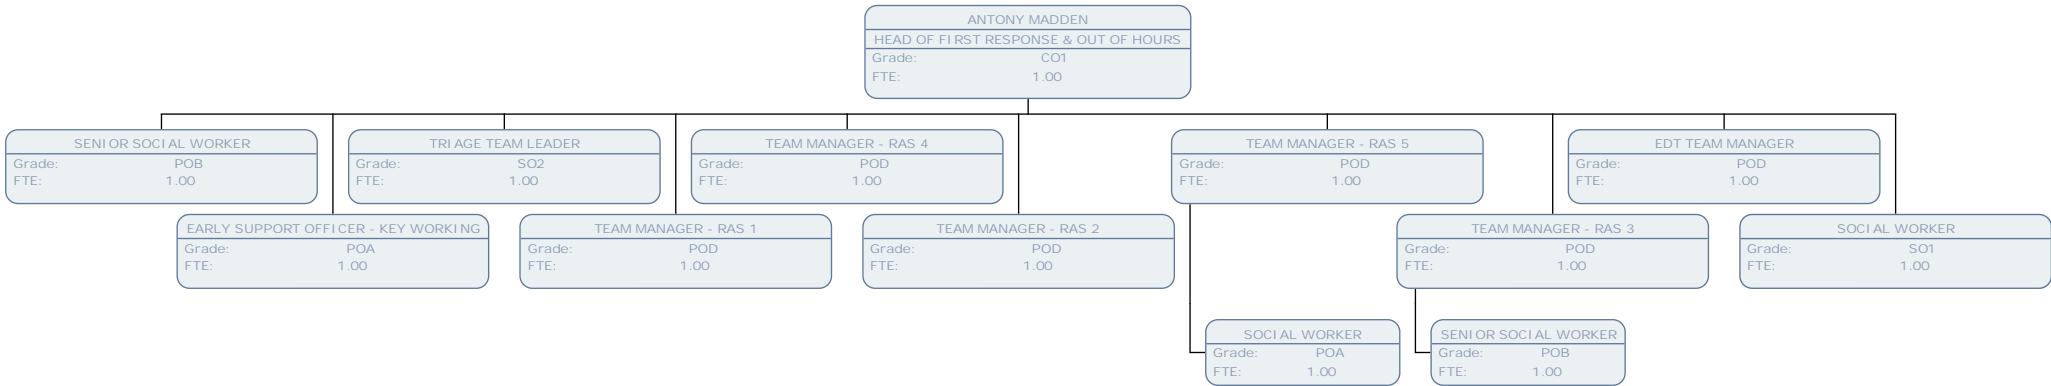 ANTONY MADDEN
HEAD OF FIRST RESPONSE & OUT OF HOURS
Grade: CO1
FTE: 1.00
SENIOR SOCIAL WORKER
Grade: POB
FTE: 1.00
TRIAGE TEAM LEADER
Grade: SO2
FTE: 1.00
TEAM MANAGER - RAS 4
Grade: POD
FTE: 1.00
TEAM MANAGER - RAS 5
Grade: POD
FTE: 1.00
EDT TEAM MANAGER
Grade: POD
FTE: 1.00
EARLY SUPPORT OFFICER - KEY WORKING
Grade: POA
FTE: 1.00
TEAM MANAGER - RAS 1
Grade: POD
FTE: 1.00
TEAM MANAGER - RAS 2
Grade: POD
FTE: 1.00
TEAM MANAGER - RAS 3
Grade: POD
FTE: 1.00
SOCIAL WORKER
Grade: SO1
FTE: 1.00
SOCIAL WORKER
Grade: POA
FTE: 1.00
SENIOR SOCIAL WORKER
Grade: POB
FTE: 1.00